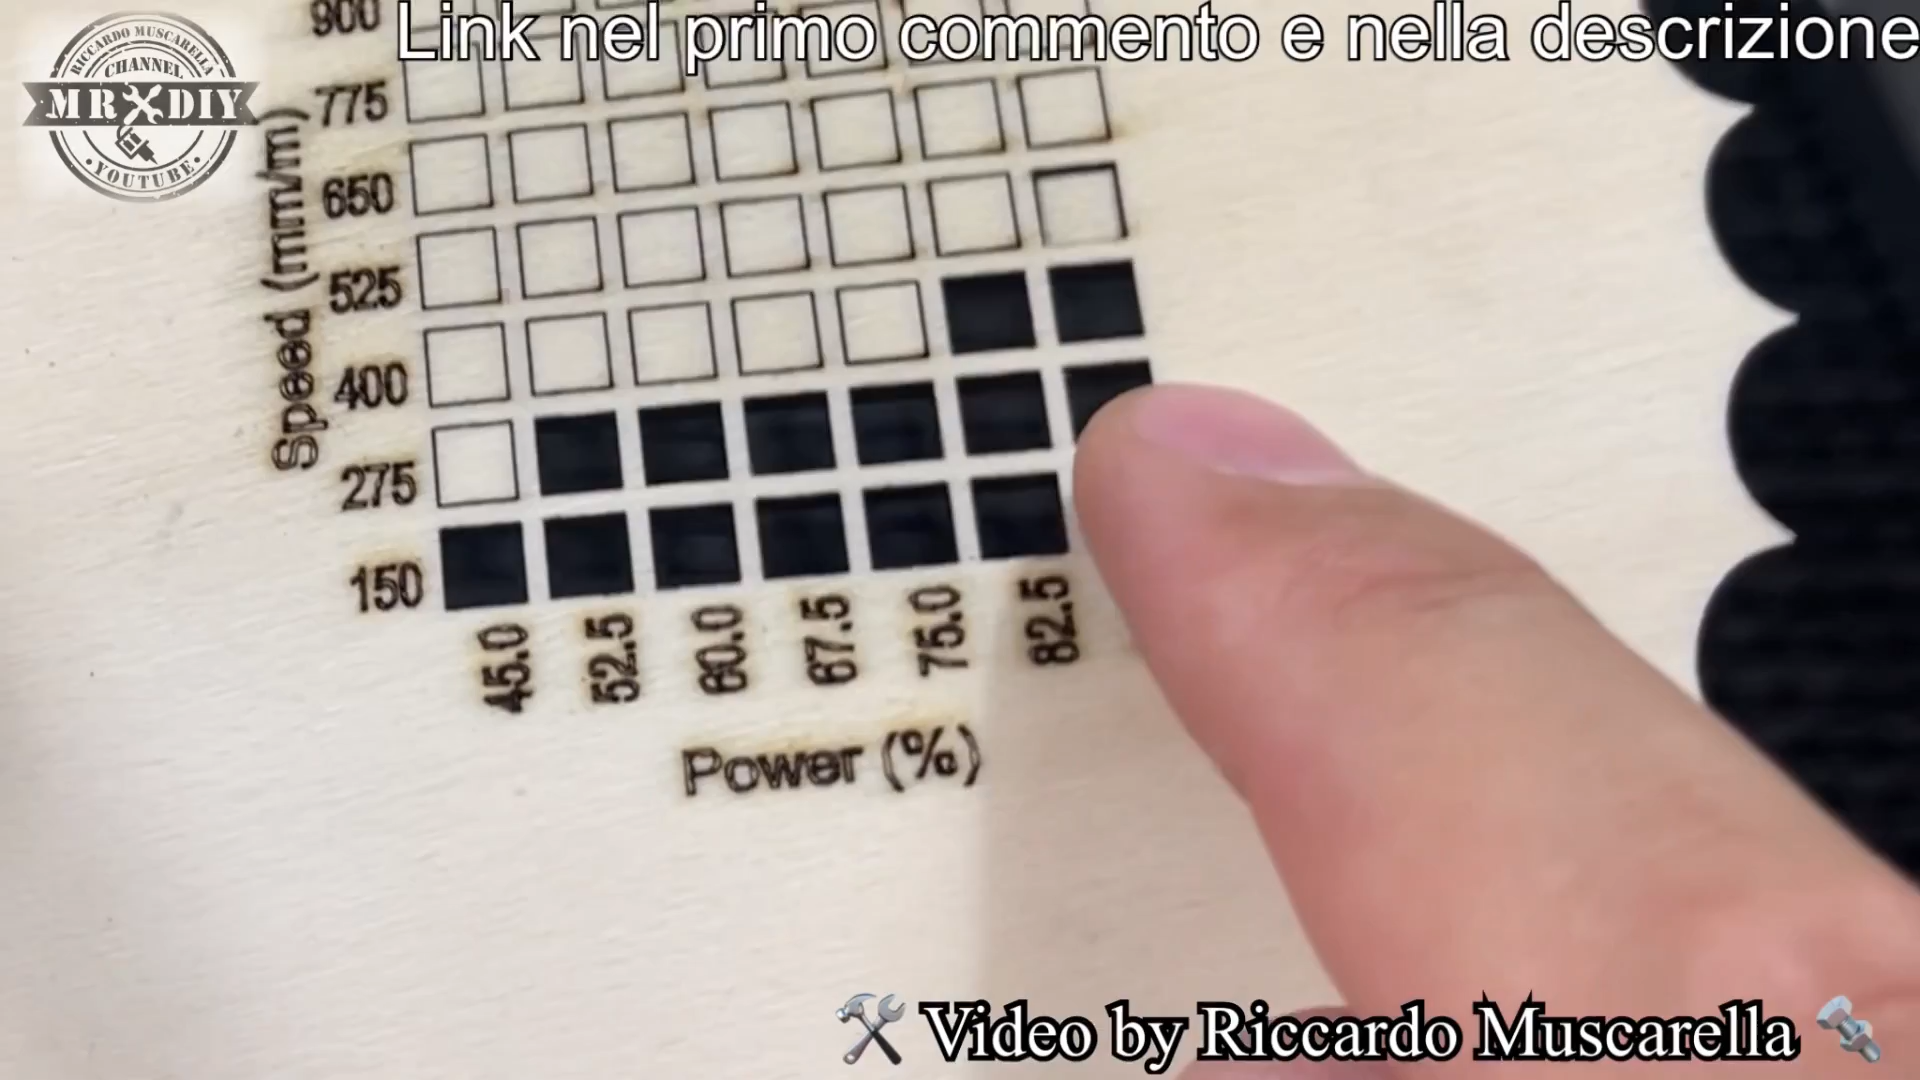 Link nel primo commento e nella descrizione
RICCARDO MUSCARELLA
CHANNEL
MR DIY
YOUTUBE
900
775
650
525
400
275
150
Speed (mm/m)
45.0 52.5 60.0 67.5 75.0 82.5
Power (%)
Video by Riccardo Muscarella